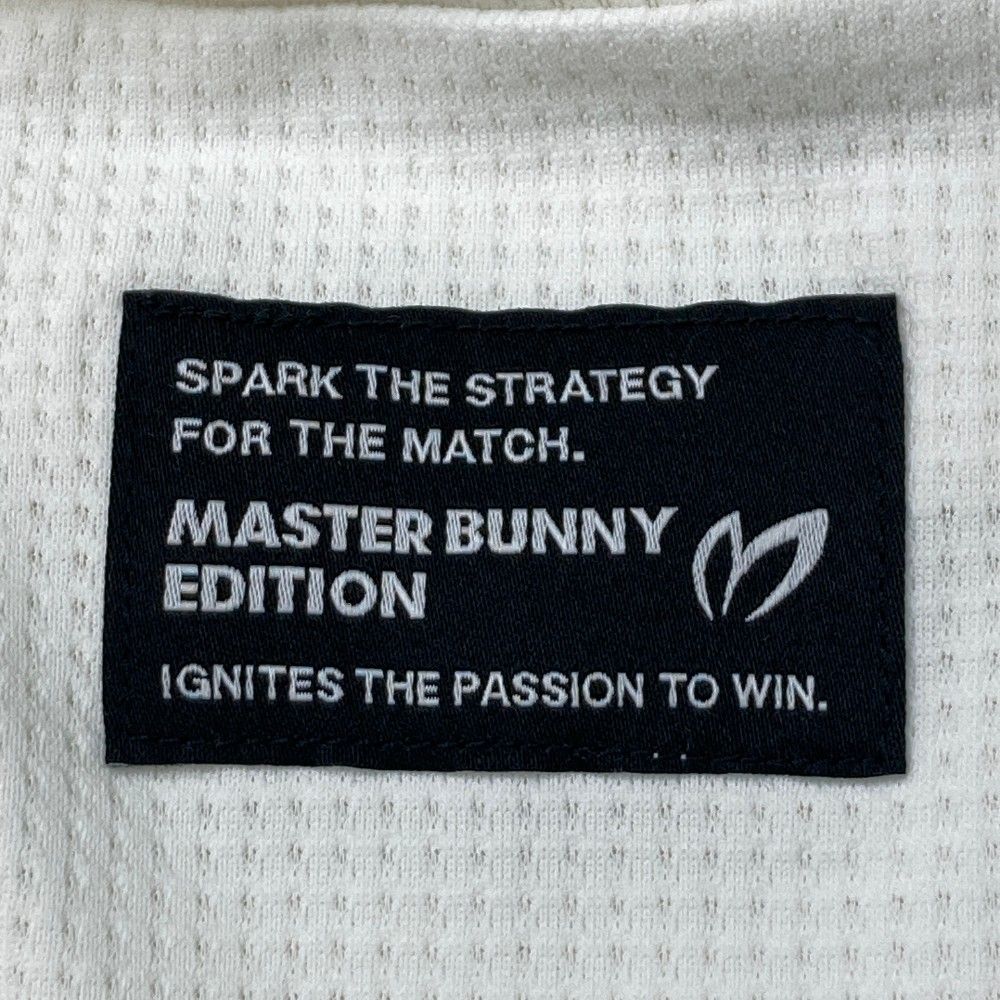 SPARK THE STRATEGY
FOR THE MATCH.
MASTER BUNNY
EDITION
IGNITES THE PASSION TO WIN.